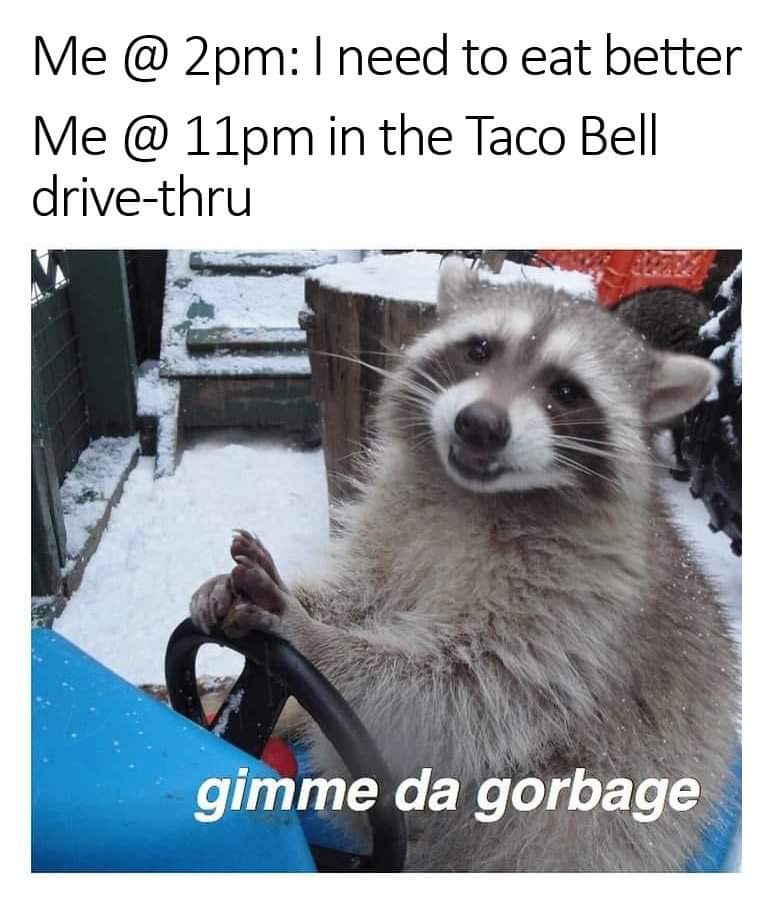 Me @ 2pm: I need to eat better
Me @ 11pm in the Taco Bell
drive-thru
gimme da gorbage